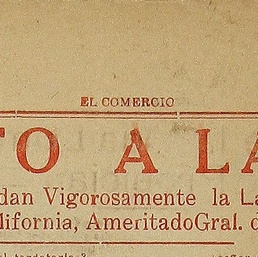 EL COMERCIO
TO A LA
dan Vigorosamente la La
lifornia, AmeritadoGral. d